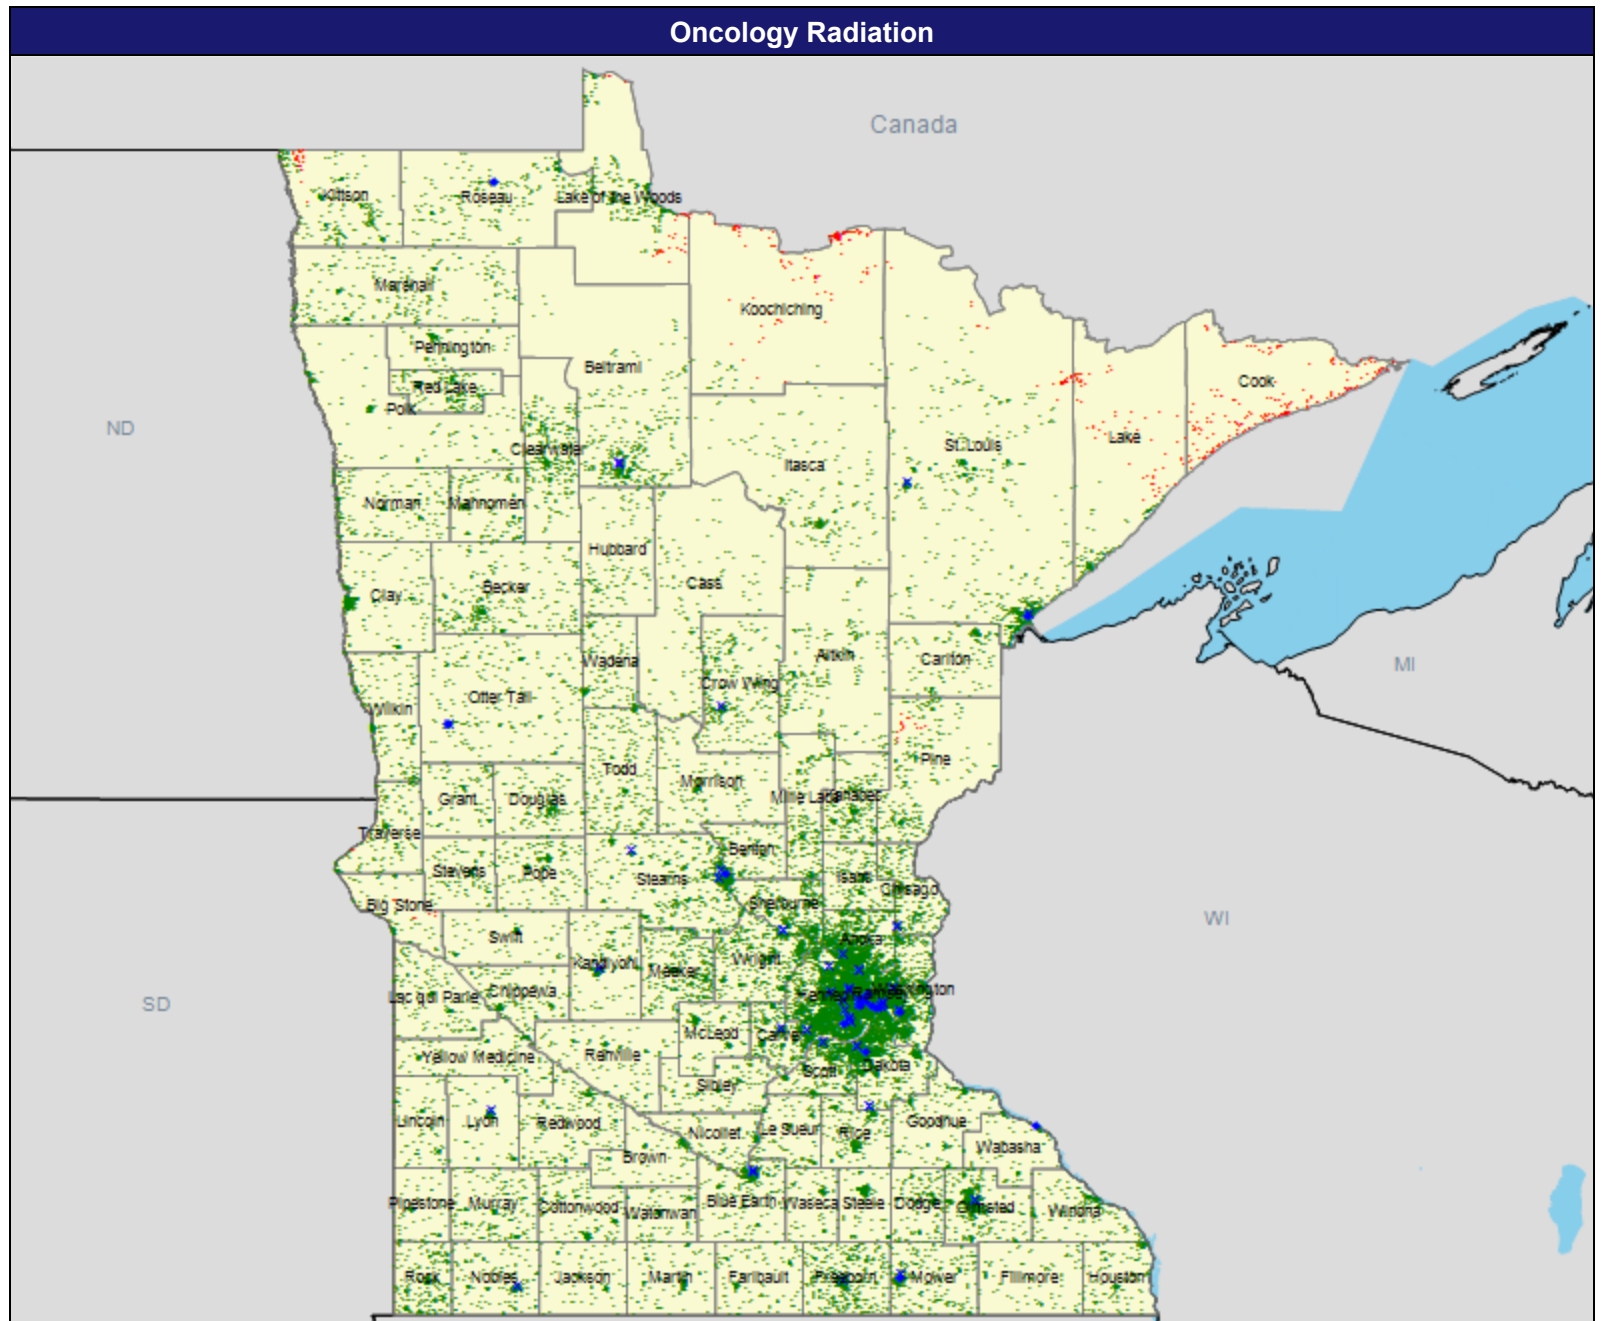 Oncology Radiation
Canada
Kittson
Roseau
Lake of the Woods
Marshall
Koochiching
Pennington
Beltrami
Red Lake
Cook
Polk
ND
Lake
St. Louis
Clearwater
Itasca
Norman
Mahnomen
Hubbard
Cass
Becker
Clay
Aitkin
Carlton
Wadena
MI
Crow Wing
Otter Tail
Wilkin
Pine
Todd
Morrison
Grant
Douglas
Mille Lacs
Kanabec
Traverse
Benton
Stevens
Pope
Stearns
Isanti
Chisago
Big Stone
Sherburne
WI
Swift
Anoka
Wright
Kandiyohi
Meeker
Chippewa
Hennepin
Ramsey
Washington
Lac qui Parle
SD
McLeod
Carver
Yellow Medicine
Renville
Scott
Dakota
Sibley
Lincoln
Lyon
Redwood
Nicollet
Le Sueur
Rice
Goodhue
Wabasha
Brown
Pipestone
Murray
Cottonwood
Watonwan
Blue Earth
Waseca
Steele
Dodge
Olmsted
Winona
Rock
Nobles
Jackson
Martin
Faribault
Freeborn
Mower
Fillmore
Houston